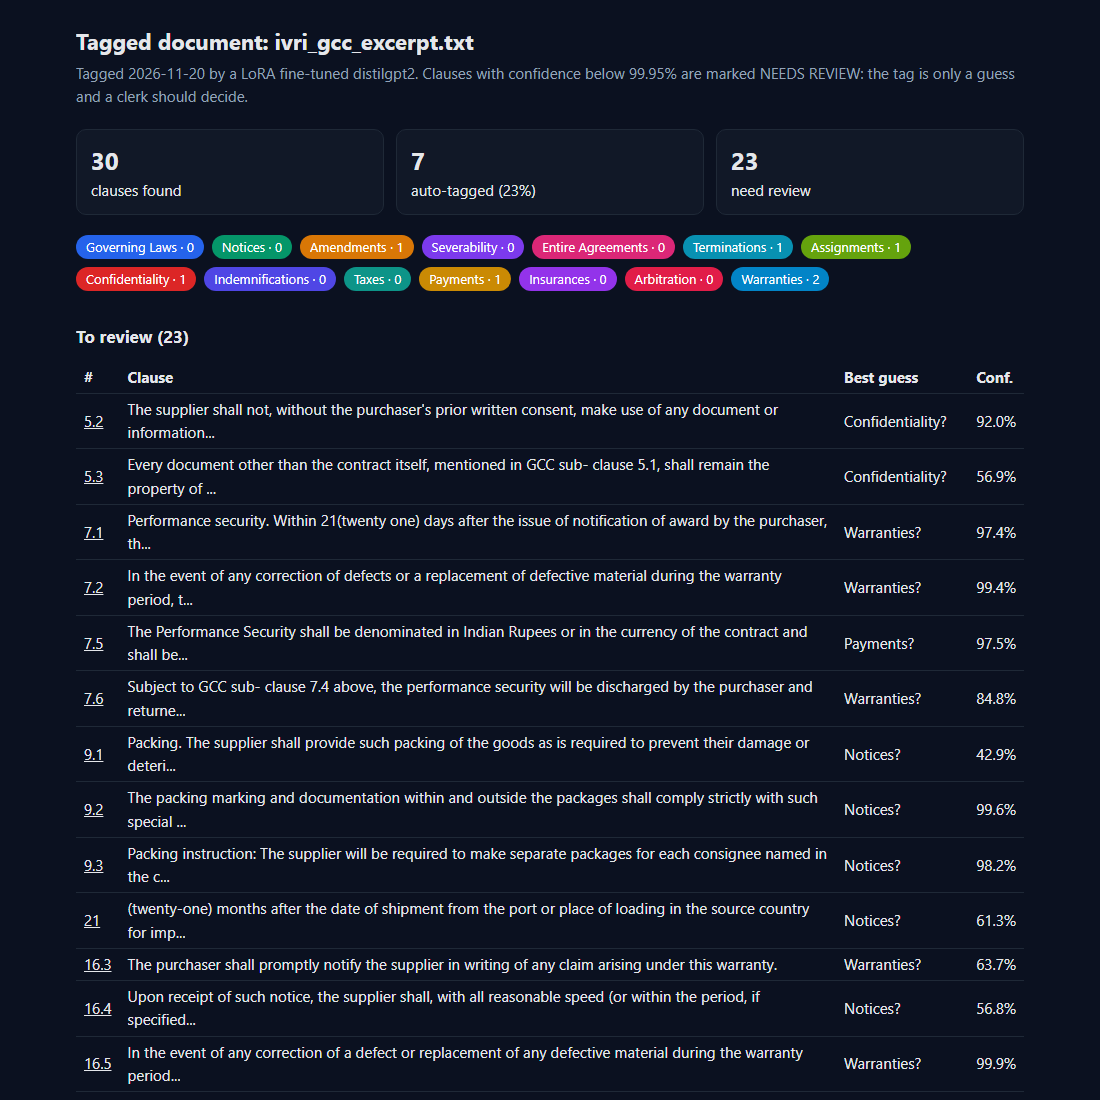 Tagged document: ivri_gcc_excerpt.txt
Tagged 2026-11-20 by a LoRA fine-tuned distilgpt2. Clauses with confidence below 99.95% are marked NEEDS REVIEW: the tag is only a guess
and a clerk should decide.
30
clauses found
7
auto-tagged (23%)
23
need review
Governing Laws · 0
Notices · 0
Amendments · 1
Severability · 0
Entire Agreements · 0
Terminations · 1
Assignments · 1
Confidentiality · 1
Indemnifications · 0
Taxes · 0
Payments · 1
Insurances · 0
Arbitration · 0
Warranties · 2
To review (23)
# Clause Best guess Conf.
5.2 The supplier shall not, without the purchaser's prior written consent, make use of any document or
information... Confidentiality? 92.0%
5.3 Every document other than the contract itself, mentioned in GCC sub- clause 5.1, shall remain the
property of ... Confidentiality? 56.9%
7.1 Performance security. Within 21(twenty one) days after the issue of notification of award by the purchaser,
th... Warranties? 97.4%
7.2 In the event of any correction of defects or a replacement of defective material during the warranty
period, t... Warranties? 99.4%
7.5 The Performance Security shall be denominated in Indian Rupees or in the currency of the contract and
shall be... Payments? 97.5%
7.6 Subject to GCC sub- clause 7.4 above, the performance security will be discharged by the purchaser and
returne... Warranties? 84.8%
9.1 Packing. The supplier shall provide such packing of the goods as is required to prevent their damage or
deteri... Notices? 42.9%
9.2 The packing marking and documentation within and outside the packages shall comply strictly with such
special ... Notices? 99.6%
9.3 Packing instruction: The supplier will be required to make separate packages for each consignee named in
the c... Notices? 98.2%
21 (twenty-one) months after the date of shipment from the port or place of loading in the source country
for imp... Notices? 61.3%
16.3 The purchaser shall promptly notify the supplier in writing of any claim arising under this warranty. Warranties? 63.7%
16.4 Upon receipt of such notice, the supplier shall, with all reasonable speed (or within the period, if
specified... Notices? 56.8%
16.5 In the event of any correction of a defect or replacement of any defective material during the warranty
period... Warranties? 99.9%